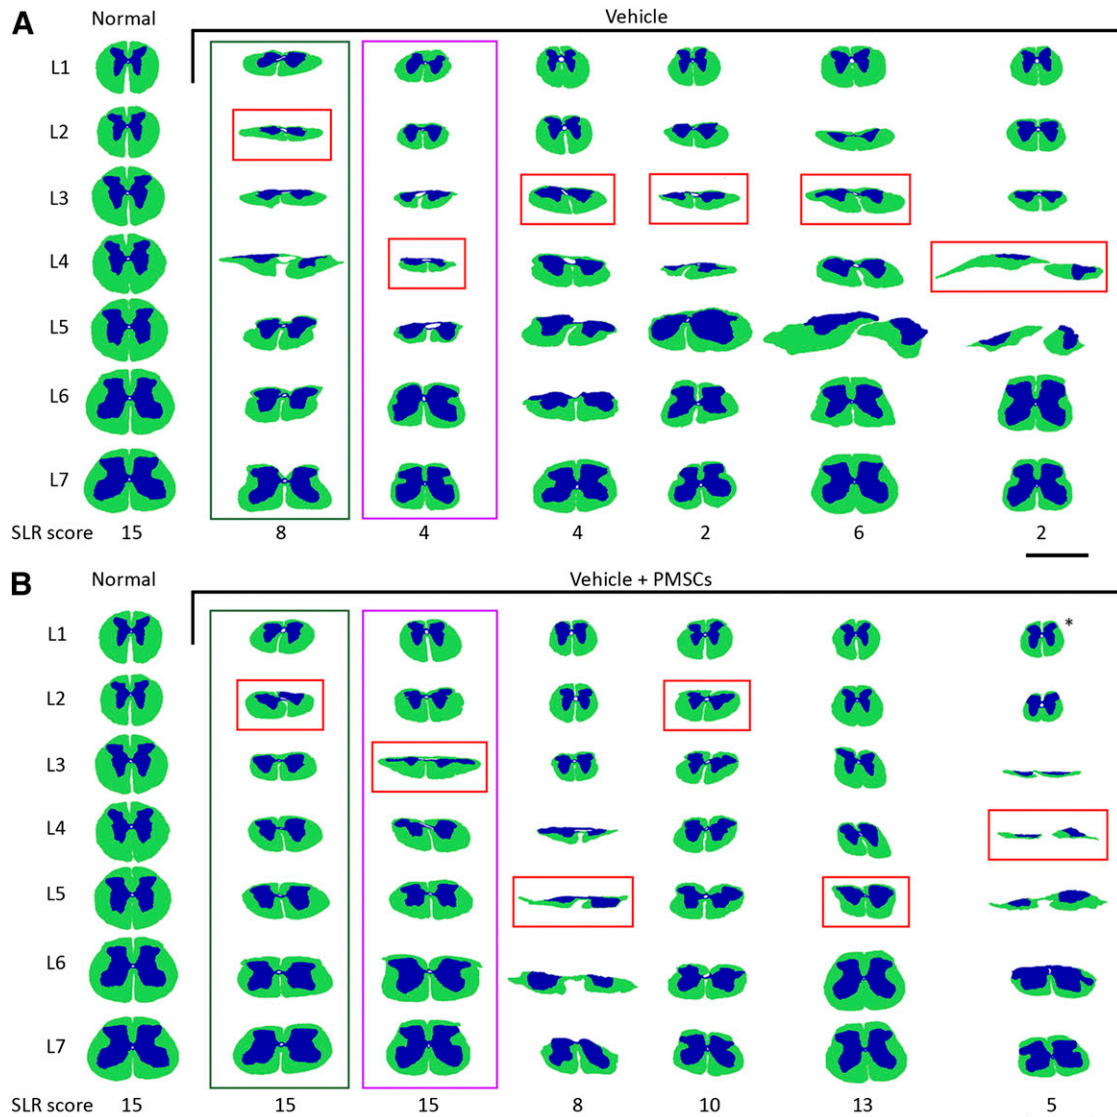 A
Normal
Vehicle
L1
L2
L3
L4
L5
L6
L7
SLR score 15 8 4 4 2 6 2
B
Normal
Vehicle + PMSCs
L1
*
L2
L3
L4
L5
L6
L7
SLR score 15 15 15 8 10 13 5